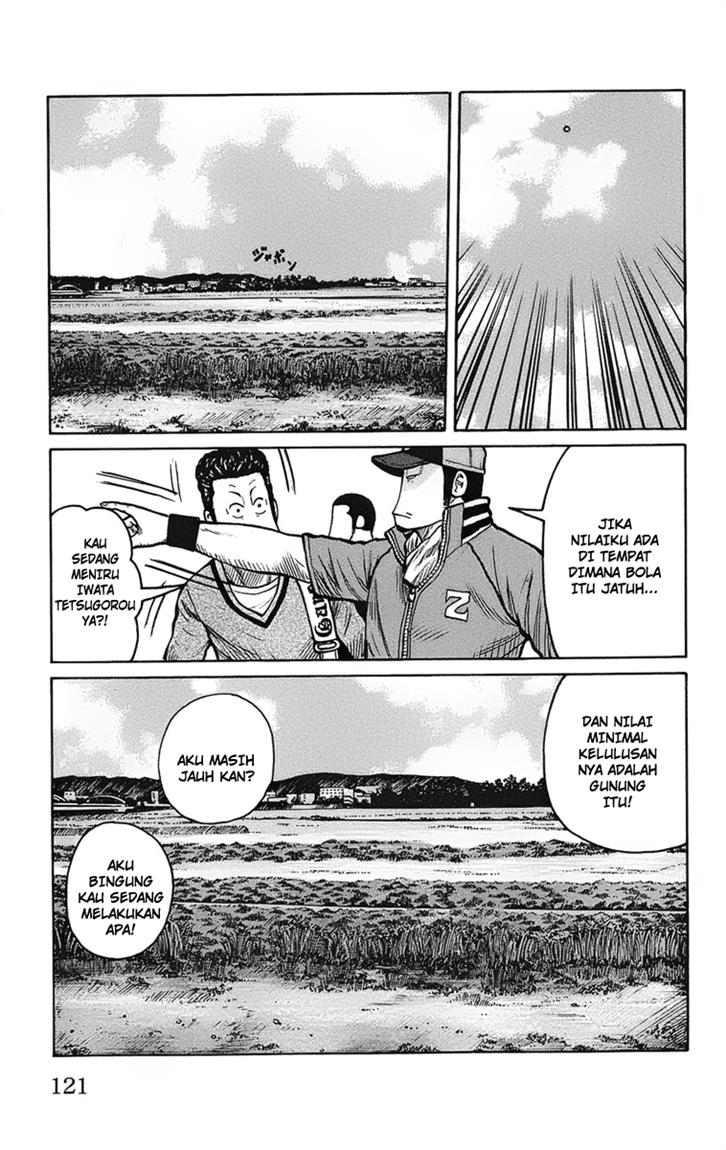 ジャボン
JIKA
NILAIKU ADA
DI TEMPAT
DIMANA BOLA
ITU JATUH...
Z
KAU
SEDANG
MENIRU
IWATA
TETSUGOROU
YA?!
DAN NILAI
MINIMAL
KELULUSAN
NYA ADALAH
GUNUNG
ITU!
AKU MASIH
JAUH KAN?
AKU
BINGUNG
KAU SEDANG
MELAKUKAN
APA!
121